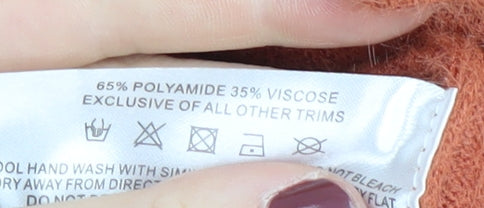 65% POLYAMIDE 35% VISCOSE
EXCLUSIVE OF ALL OTHER TRIMS
HAND WASH WITH
NOT BLEACH
AWAY FROM
FLAT
DO NOT